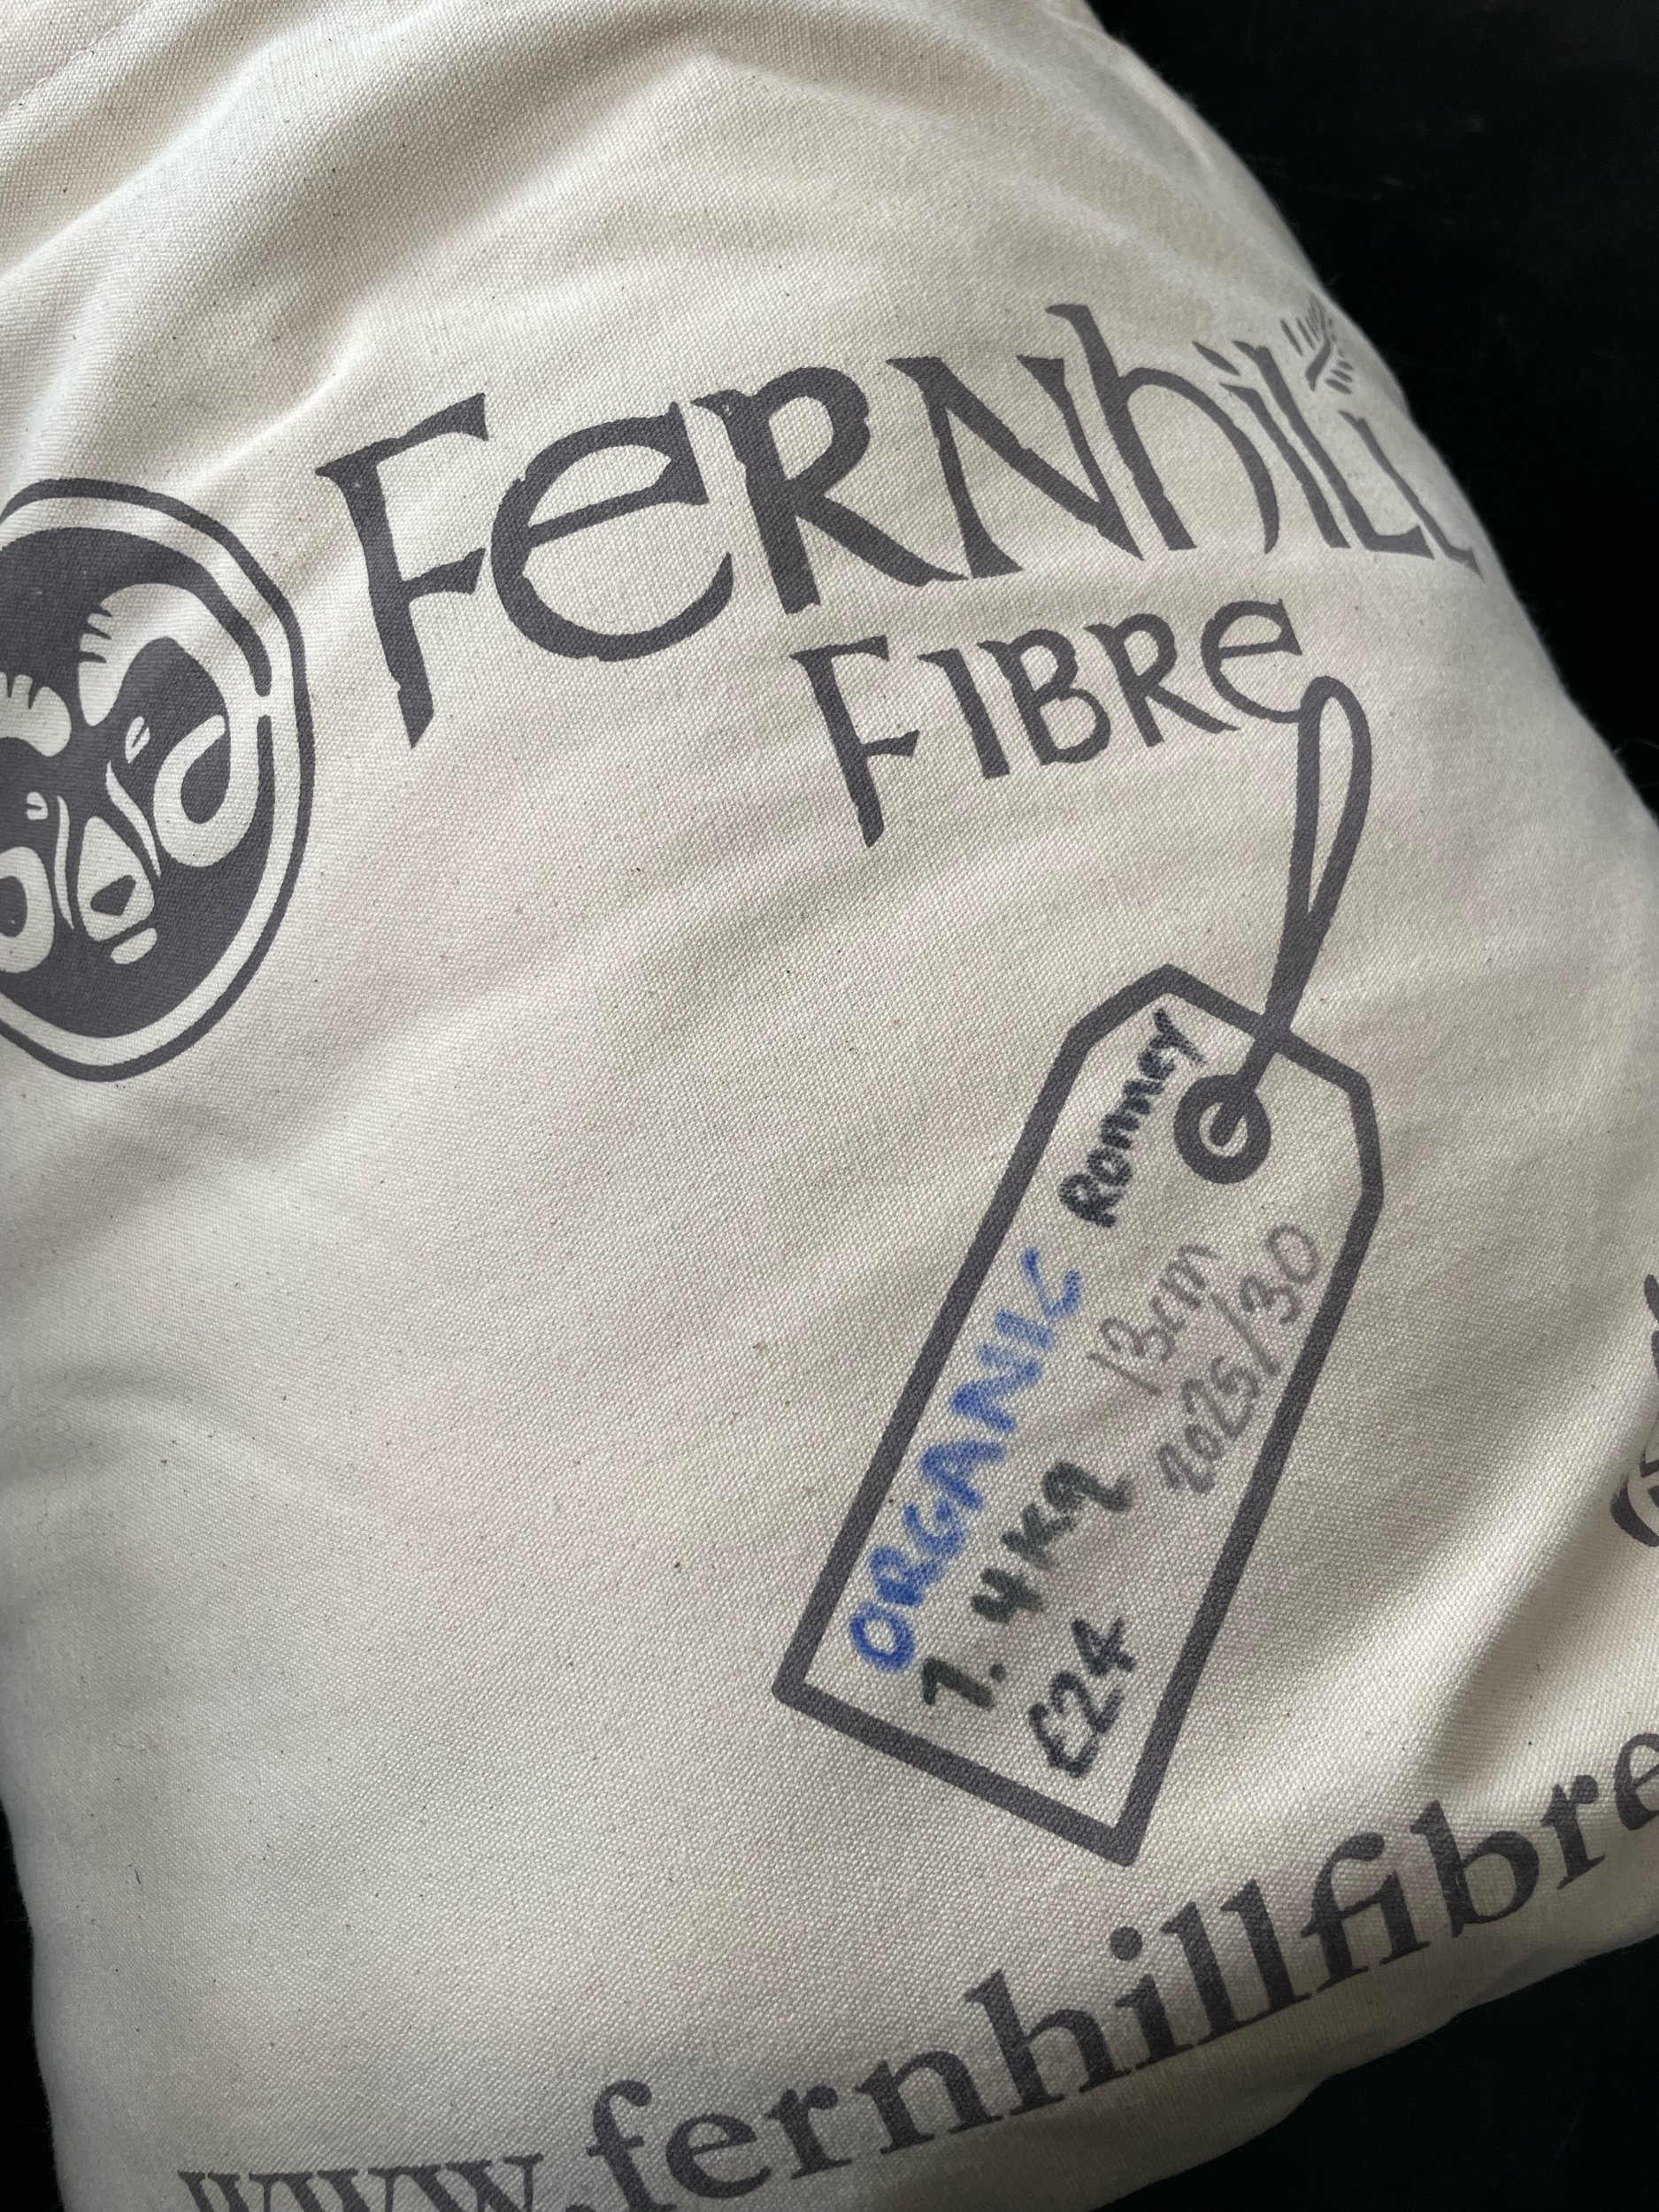 FERNhill
FIBRE
Romney
ORGANIC
13cm
1.4kg
2025/30
£24
www.fernhillfibre